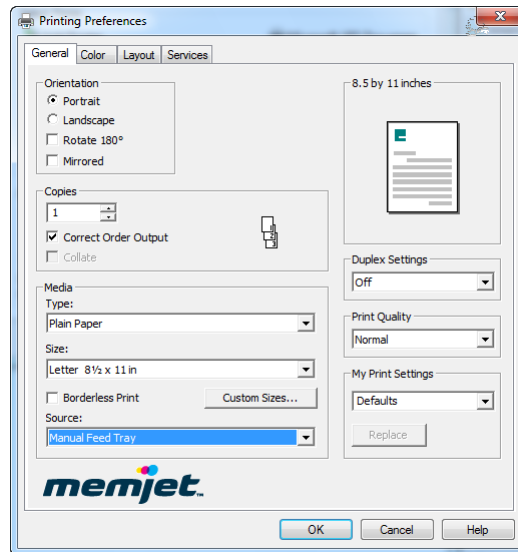 Printing Preferences
General Color Layout Services
Orientation
Portrait
Landscape
Rotate 180°
Mirrored
Copies
1
Correct Order Output
Collate
Media
Type:
Plain Paper
Size:
Letter 8½ x 11 in
Borderless Print
Custom Sizes...
Source:
Manual Feed Tray
8.5 by 11 inches
Duplex Settings
Off
Print Quality
Normal
My Print Settings
Defaults
Replace
memjet
OK Cancel Help